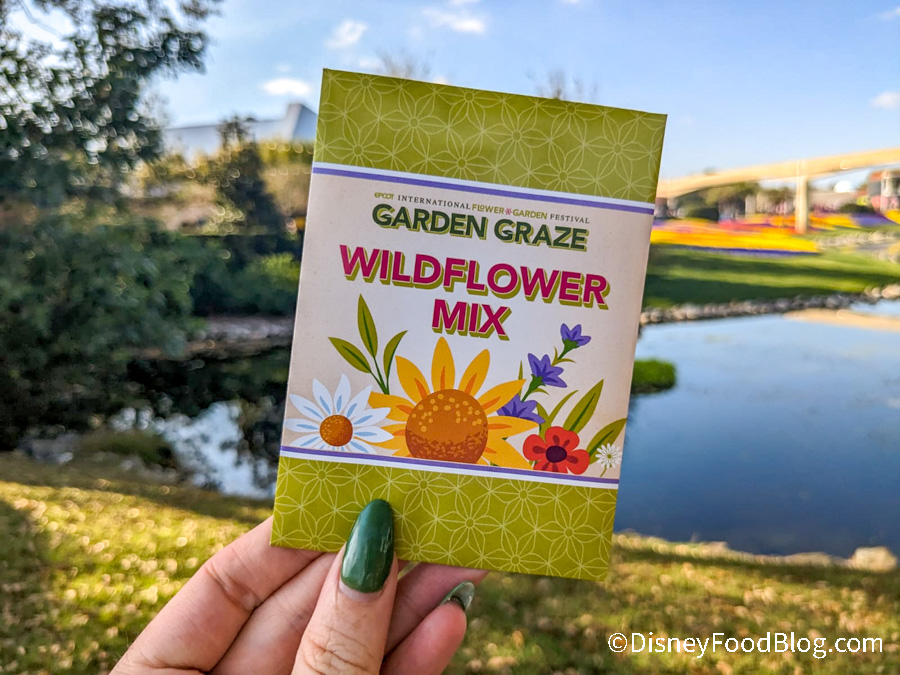 epcot INTERNATIONAL FLOWER & GARDEN FESTIVAL
GARDEN GRAZE
WILDFLOWER
MIX
©DisneyFoodBlog.com